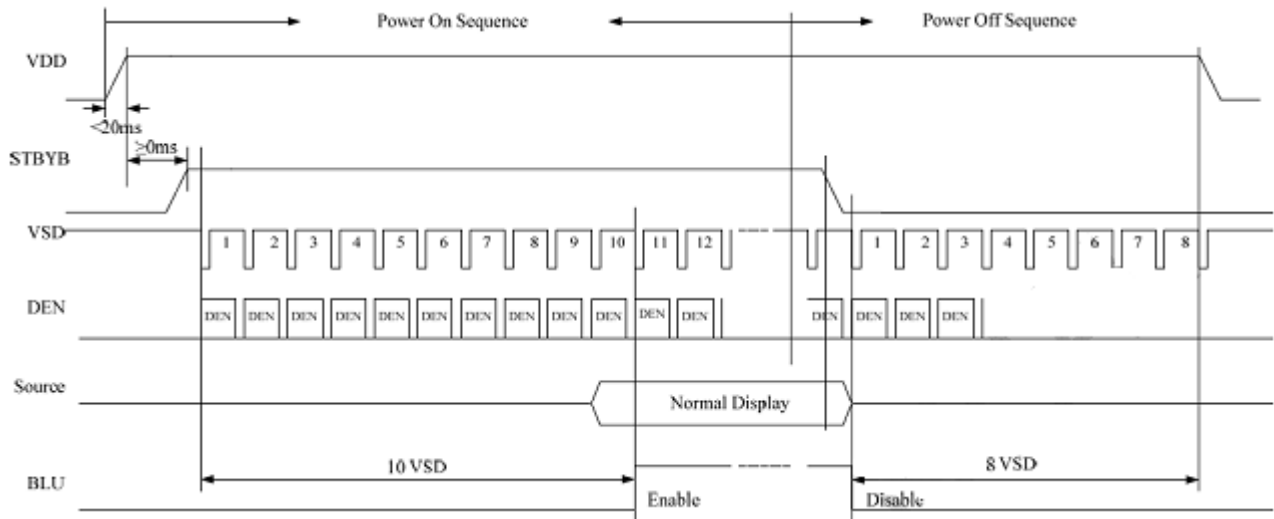 Power On Sequence Power Off Sequence
VDD
<20ms
≥0ms
STBYB
VSD 1 2 3 4 5 6 7 8 9 10 11 12 1 2 3 4 5 6 7 8
DEN DEN DEN DEN DEN DEN DEN DEN DEN DEN DEN DEN DEN DEN DEN DEN DEN
Source Normal Display
10 VSD 8 VSD
BLU Enable Disable